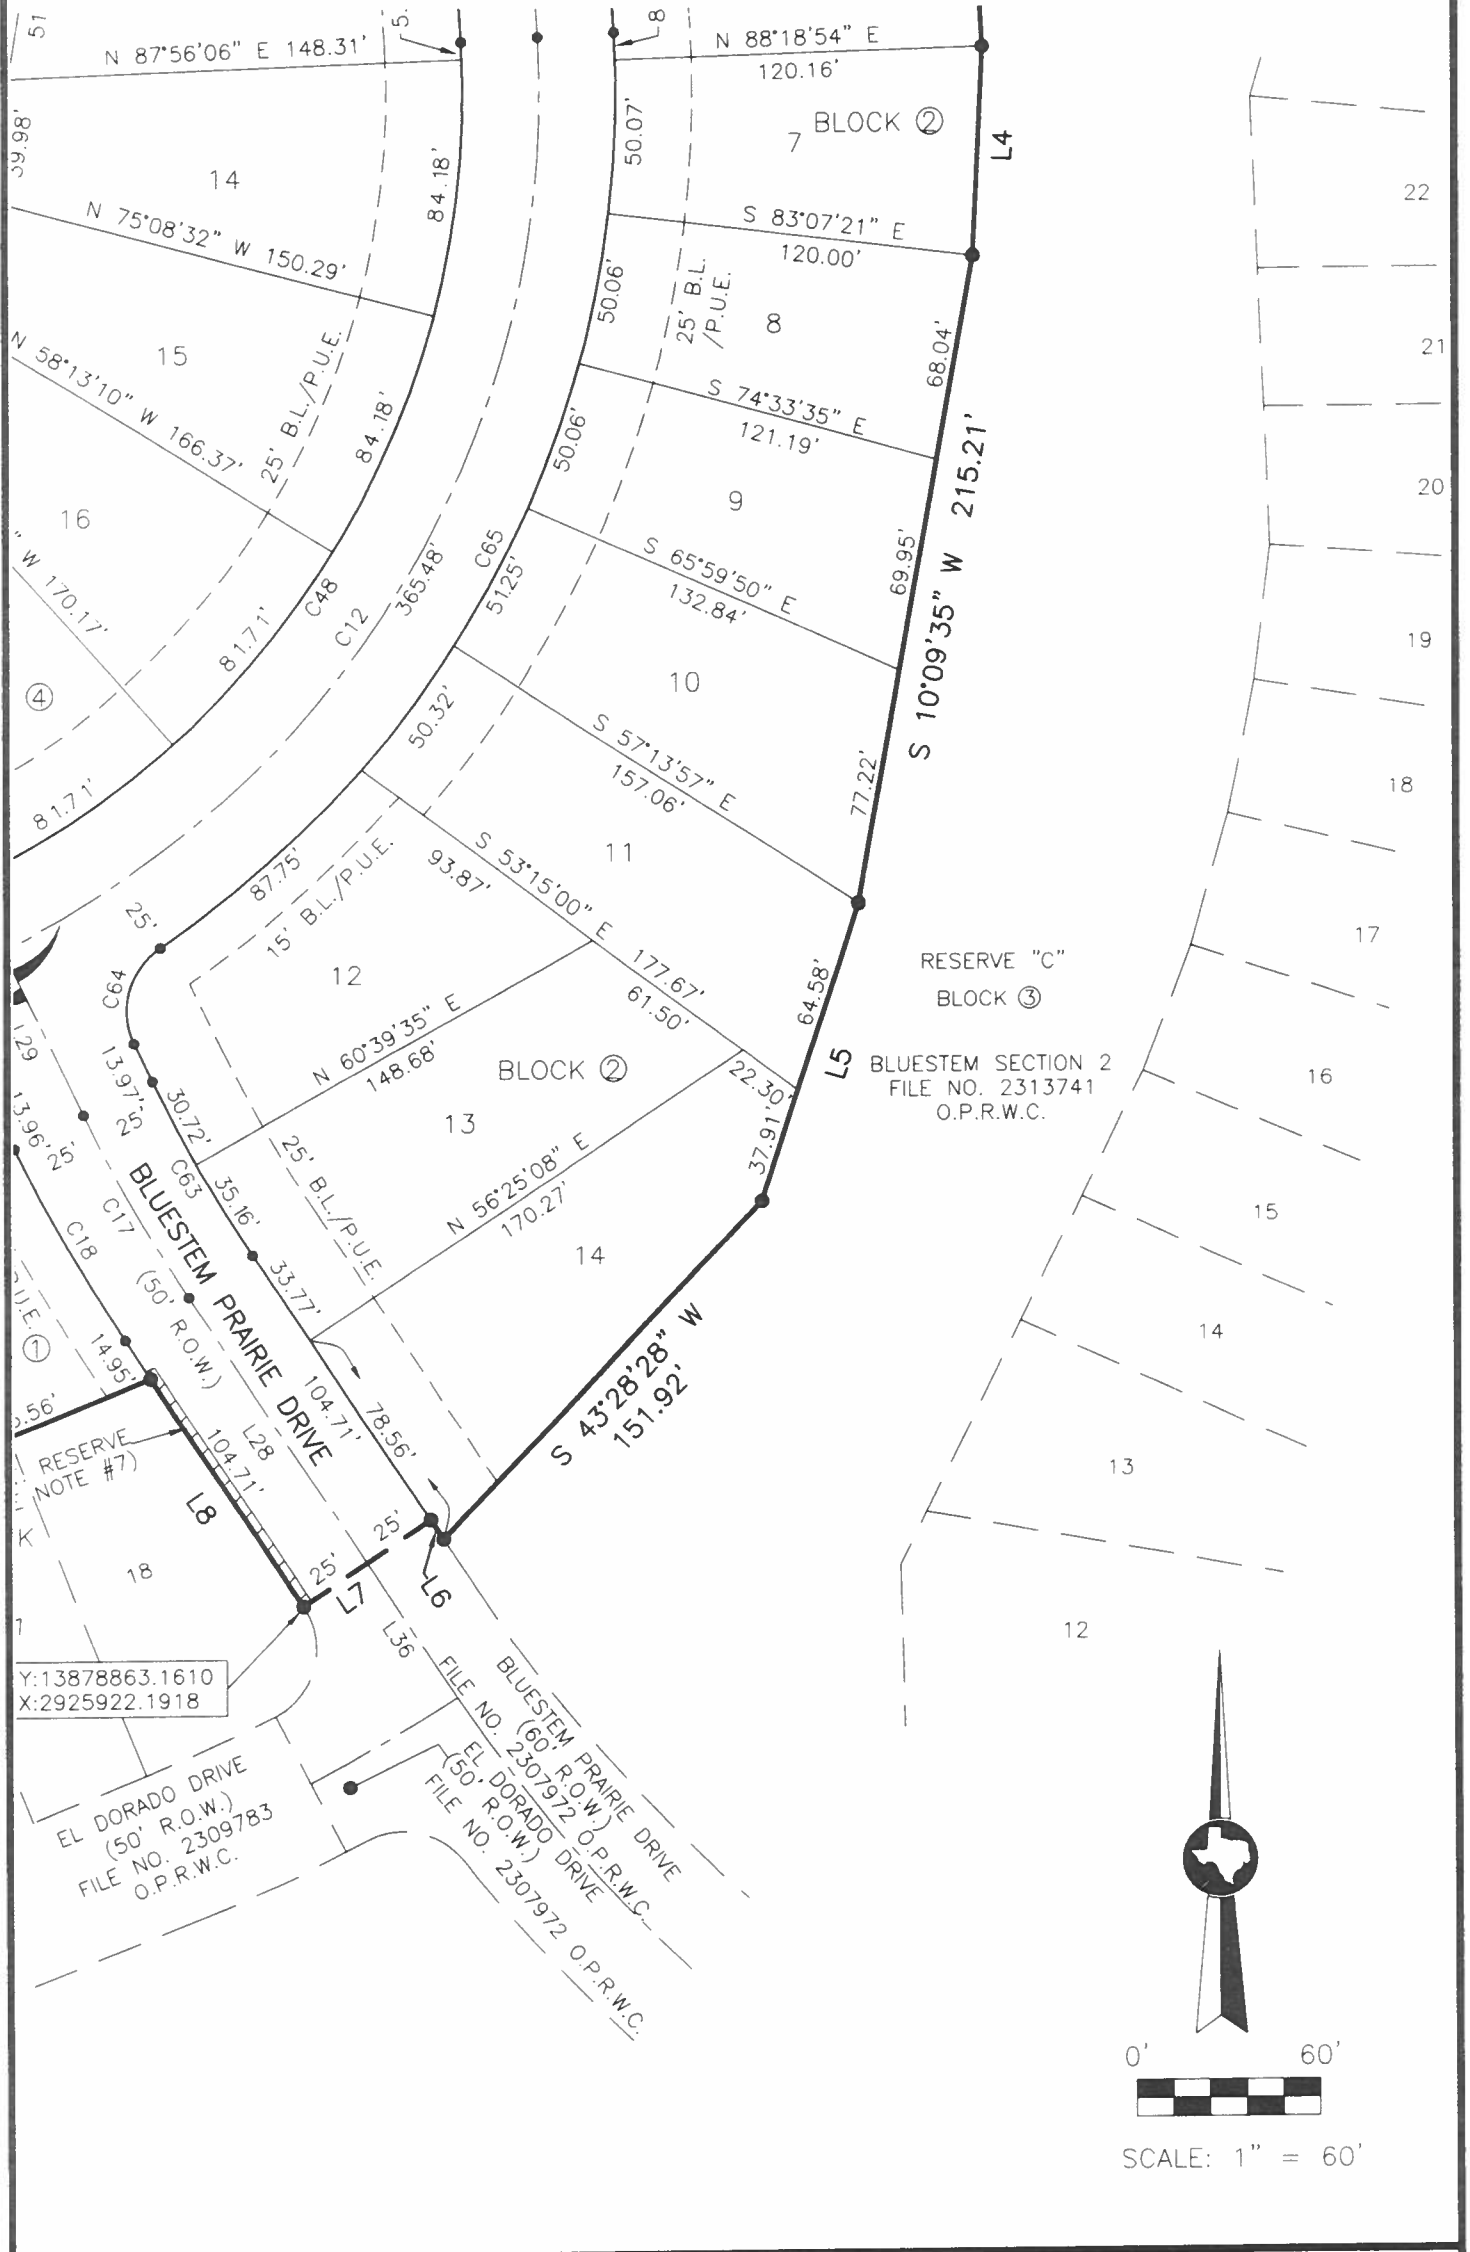 51
5.
8
N 87°56'06" E 148.31'
N 88°18'54" E
120.16'
BLOCK ②
7
L4
39.98'
14
84.18'
50.07'
22
N 75°08'32" W 150.29'
S 83°07'21" E
120.00'
25' B.L.
/P.U.E.
50.06'
8
68.04'
15
25' B.L./P.U.E.
21
N 58°13'10" W 166.37'
84.18'
50.06'
S 74°33'35" E
121.19'
S 10°09'35" W 215.21'
9
20
16
" W 170.17'
C48
C12
365.48'
C65
51.25'
S 65°59'50" E
132.84'
69.95'
81.71'
19
④
10
50.32'
S 57°13'57" E
157.06'
77.22'
18
81.71'
11
S 53°15'00" E 177.67'
93.87'
61.50'
22.30'
87.75'
15' B.L./P.U.E.
25'
12
C64
17
RESERVE "C"
BLOCK ③
64.58'
L5
BLUESTEM SECTION 2
FILE NO. 2313741
O.P.R.W.C.
16
N 60°39'35" E
148.68'
BLOCK ②
13
1.29
13.97'
25'
30.72'
13.96'
25'
C63
35.16'
25' B.L./P.U.E.
37.91'
N 56°25'08" E
170.27'
14
15
BLUESTEM PRAIRIE DRIVE
(50' R.O.W.)
C17
C18
33.77'
P.U.E.
①
14
14.95'
104.71'
78.56'
S 43°28'28" W
151.92'
5.56'
RESERVE
NOTE #7)
104.71'
L28
L8
13
K
18
25'
25'
L7
L6
L36
12
7
Y:13878863.1610
X:2925922.1918
BLUESTEM PRAIRIE DRIVE
(60' R.O.W.)
FILE NO. 2307972 O.P.R.W.C.
EL DORADO DRIVE
(50' R.O.W.)
FILE NO. 2307972 O.P.R.W.C.
EL DORADO DRIVE
(50' R.O.W.)
FILE NO. 2309783
O.P.R.W.C.
0' 60'
SCALE: 1" = 60'